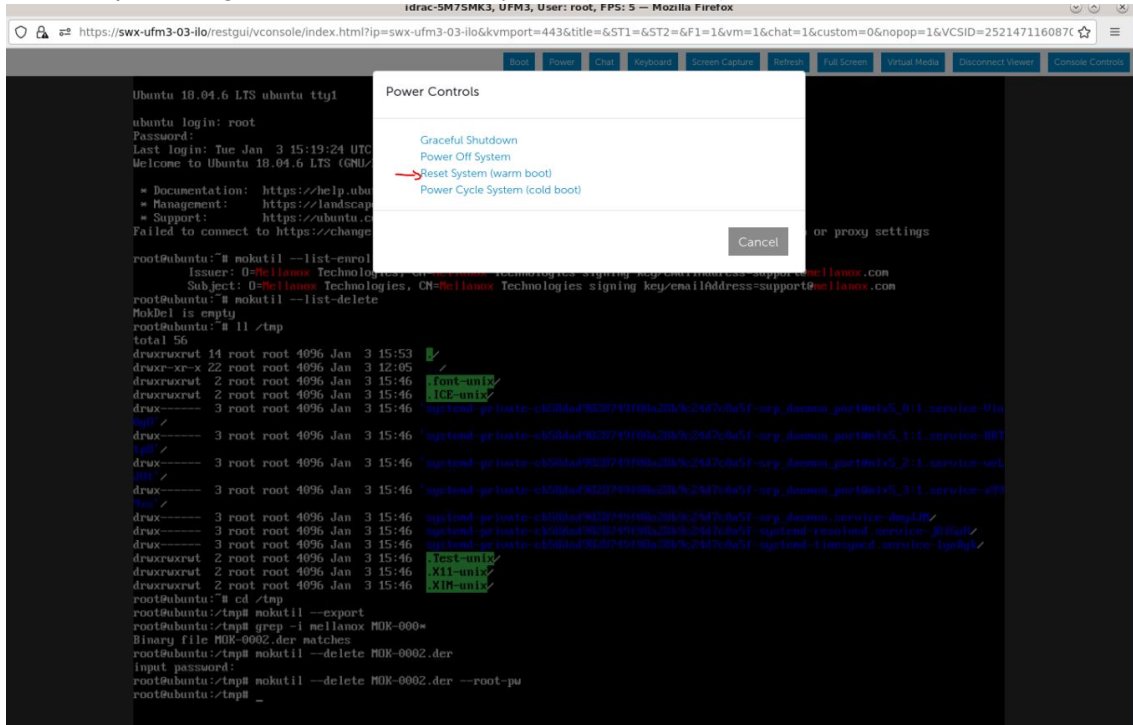 idrac-5M7SMK3, UFM3, User: root, FPS: 5 — Mozilla Firefox
https://swx-ufm3-03-ilo/restgui/vconsole/index.html?ip=swx-ufm3-03-ilo&kvmport=443&title=&ST1=&ST2=&F1=1&vm=1&chat=1&custom=0&nopop=1&VCSID=252147116087
Boot Power Chat Keyboard Screen Capture Refresh Full Screen Virtual Media Disconnect Viewer Console Controls
Power Controls
Graceful Shutdown
Power Off System
Reset System (warm boot)
Power Cycle System (cold boot)
Cancel
Ubuntu 18.04.6 LTS ubuntu tty1
ubuntu login: root
Password:
Last login: Tue Jan 3 15:19:24 UTC
Welcome to Ubuntu 18.04.6 LTS (GNU/
* Documentation: https://help.ubu
* Management: https://landscap
* Support: https://ubuntu.c
Failed to connect to https://change or proxy settings
root@ubuntu:~# mokutil --list-enrol
Issuer: O=Mellanox Technologies, CN=Mellanox Technologies signing key/emailAddress=support@mellanox.com
Subject: O=Mellanox Technologies, CN=Mellanox Technologies signing key/emailAddress=support@mellanox.com
root@ubuntu:~# mokutil --list-delete
MokDel is empty
root@ubuntu:~# ll /tmp
total 56
drwxrwxrwt 14 root root 4096 Jan 3 15:53 ./
drwxr-xr-x 22 root root 4096 Jan 3 12:05 /
drwxrwxrwt 2 root root 4096 Jan 3 15:46 .font-unix/
drwxrwxrwt 2 root root 4096 Jan 3 15:46 .ICE-unix/
drwx------ 3 root root 4096 Jan 3 15:46
drwx------ 3 root root 4096 Jan 3 15:46
drwx------ 3 root root 4096 Jan 3 15:46
drwx------ 3 root root 4096 Jan 3 15:46
drwx------ 3 root root 4096 Jan 3 15:46
drwx------ 3 root root 4096 Jan 3 15:46
drwx------ 3 root root 4096 Jan 3 15:46
drwxrwxrwt 2 root root 4096 Jan 3 15:46 .Test-unix/
drwxrwxrwt 2 root root 4096 Jan 3 15:46 .X11-unix/
drwxrwxrwt 2 root root 4096 Jan 3 15:46 .XIM-unix/
root@ubuntu:~# cd /tmp
root@ubuntu:/tmp# mokutil --export
root@ubuntu:/tmp# grep -i mellanox MOK-000*
Binary file MOK-0002.der matches
root@ubuntu:/tmp# mokutil --delete MOK-0002.der
input password:
root@ubuntu:/tmp# mokutil --delete MOK-0002.der --root-pw
root@ubuntu:/tmp# _